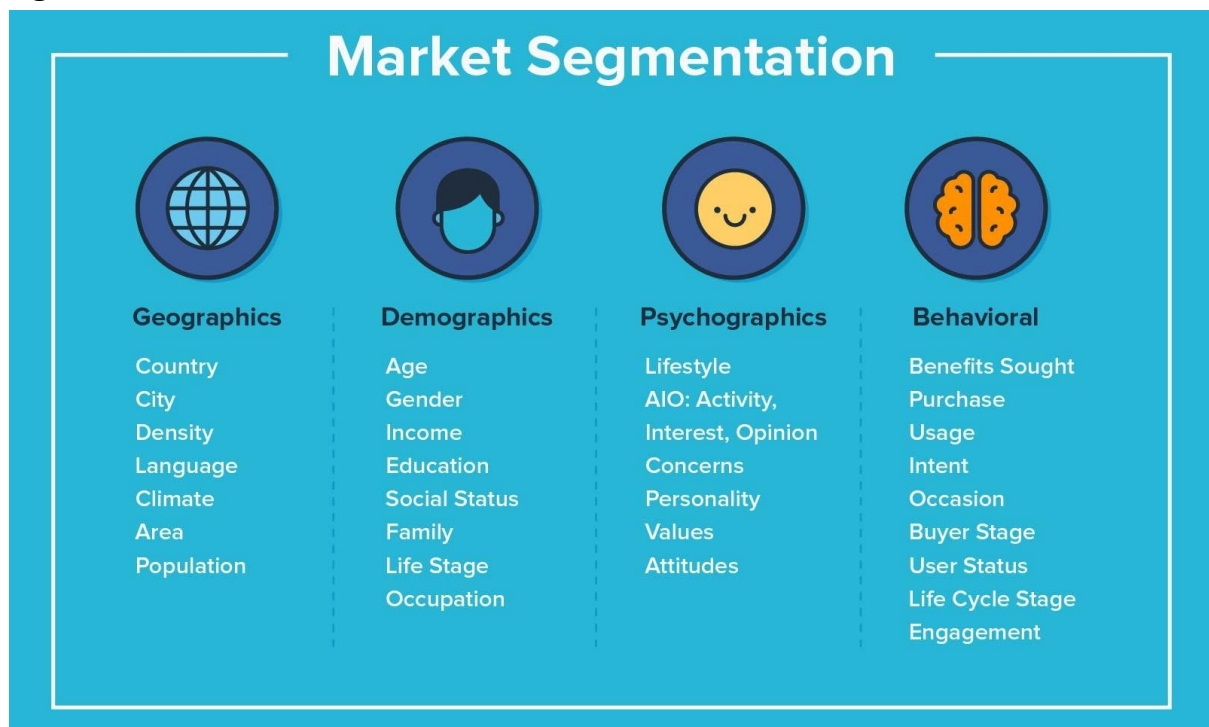 Market Segmentation
Geographics
Country
City
Density
Language
Climate
Area
Population
Demographics
Age
Gender
Income
Education
Social Status
Family
Life Stage
Occupation
Psychographics
Lifestyle
AIO: Activity,
Interest, Opinion
Concerns
Personality
Values
Attitudes
Behavioral
Benefits Sought
Purchase
Usage
Intent
Occasion
Buyer Stage
User Status
Life Cycle Stage
Engagement